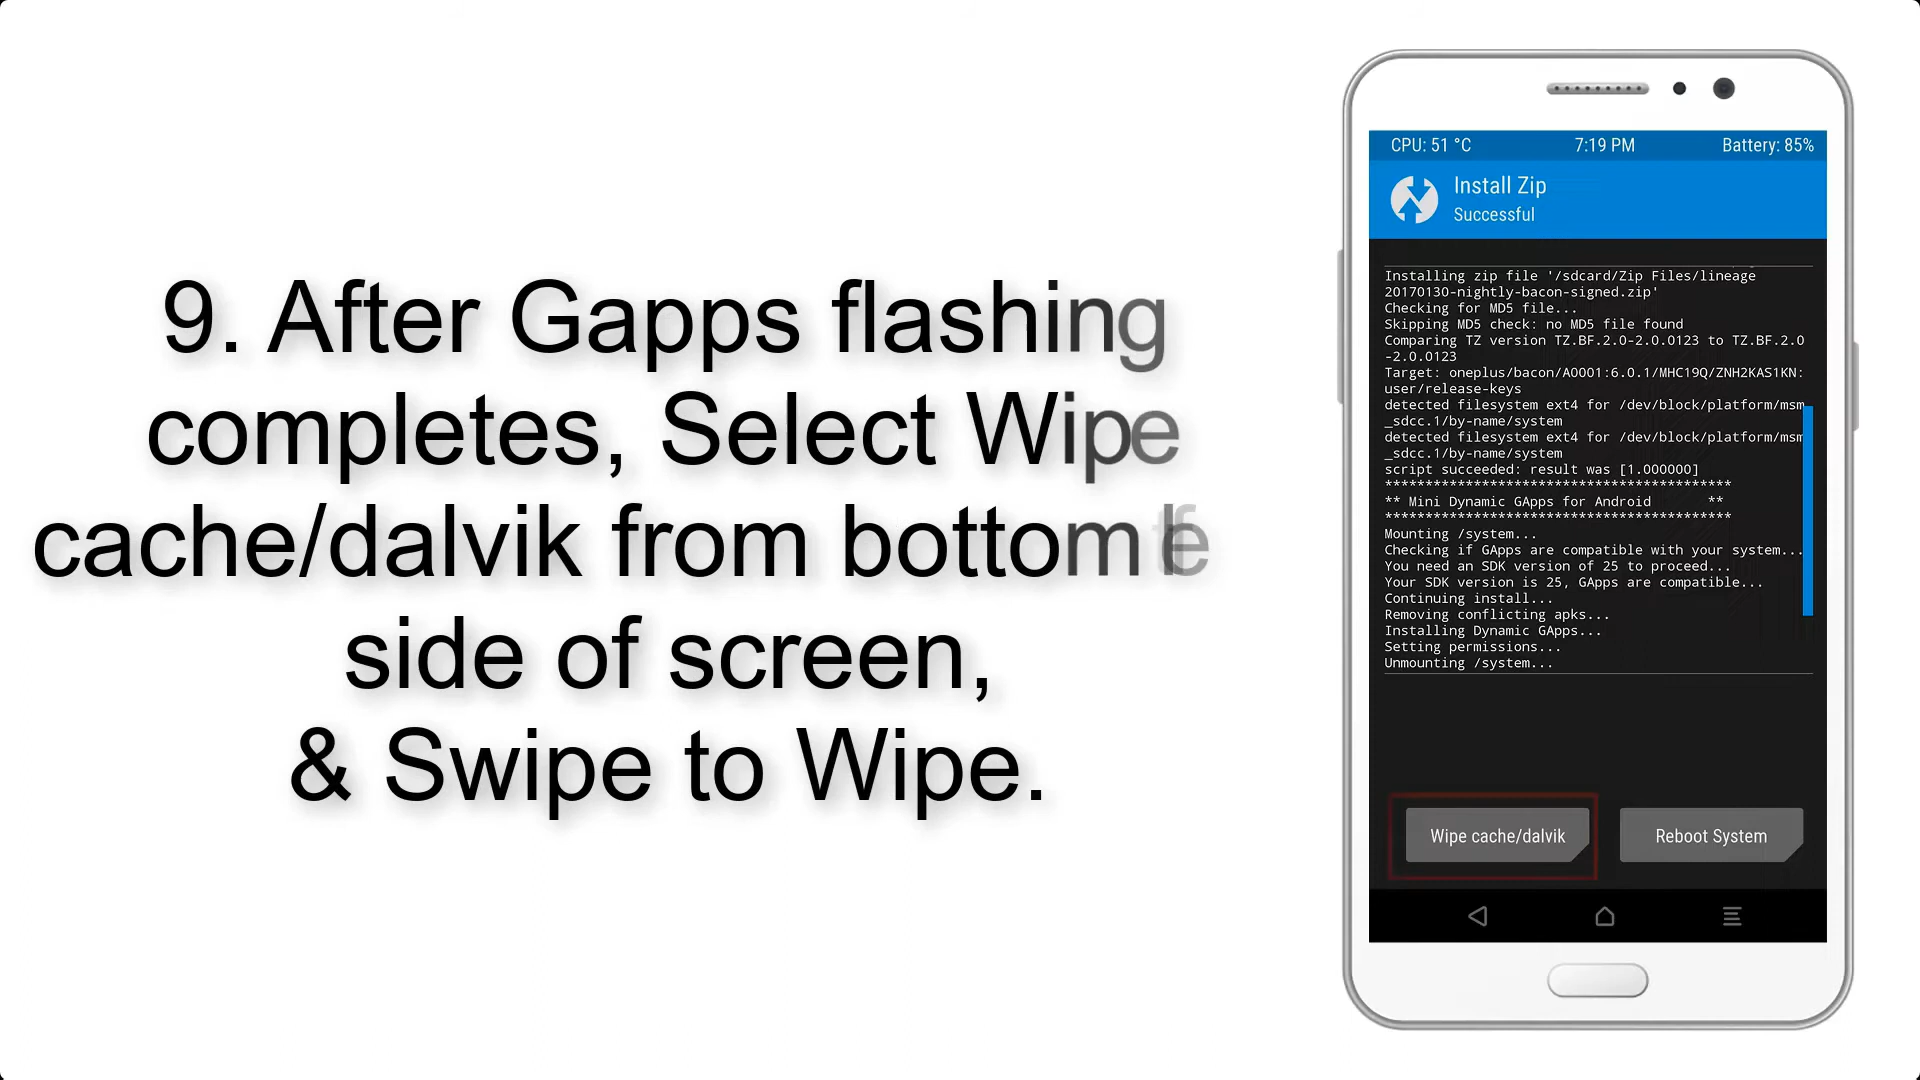 9. After Gapps flashing
completes, Select Wipe
cache/dalvik from bottom
side of screen,
& Swipe to Wipe.
CPU: 51 °C 7:19 PM Battery: 85%
Install Zip
Successful
Installing zip file '/sdcard/Zip Files/lineage
20170130-nightly-bacon-signed.zip'
Checking for MD5 file...
Skipping MD5 check: no MD5 file found
Comparing TZ version TZ.BF.2.0-2.0.0123 to TZ.BF.2.0
-2.0.0123
Target: oneplus/bacon/A0001:6.0.1/MHC19Q/ZNH2KAS1KN:
user/release-keys
detected filesystem ext4 for /dev/block/platform/msm
_sdcc.1/by-name/system
detected filesystem ext4 for /dev/block/platform/msm
_sdcc.1/by-name/system
script succeeded: result was [1.000000]
******************************************
** Mini Dynamic GApps for Android **
******************************************
Mounting /system...
Checking if GApps are compatible with your system...
You need an SDK version of 25 to proceed...
Your SDK version is 25, GApps are compatible...
Continuing install...
Removing conflicting apks...
Installing Dynamic GApps...
Setting permissions...
Unmounting /system...
Wipe cache/dalvik Reboot System